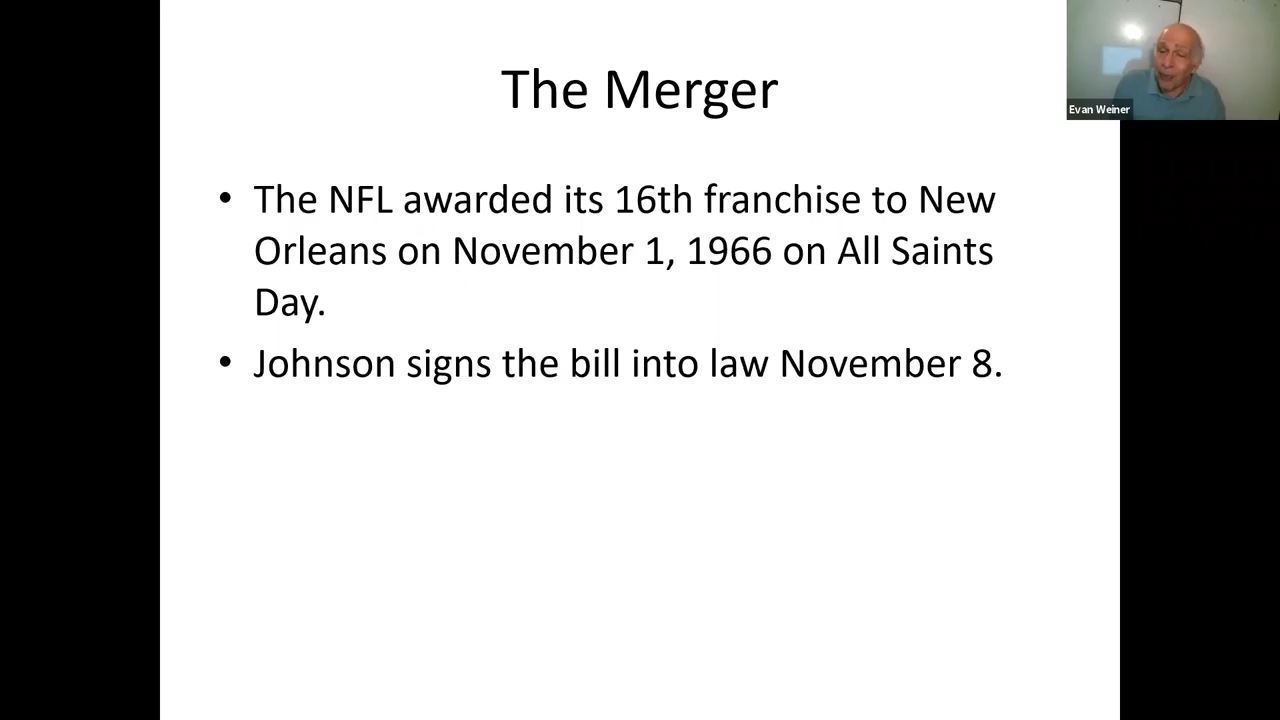 The Merger
Evan Weiner
• The NFL awarded its 16th franchise to New
Orleans on November 1, 1966 on All Saints
Day.
• Johnson signs the bill into law November 8.